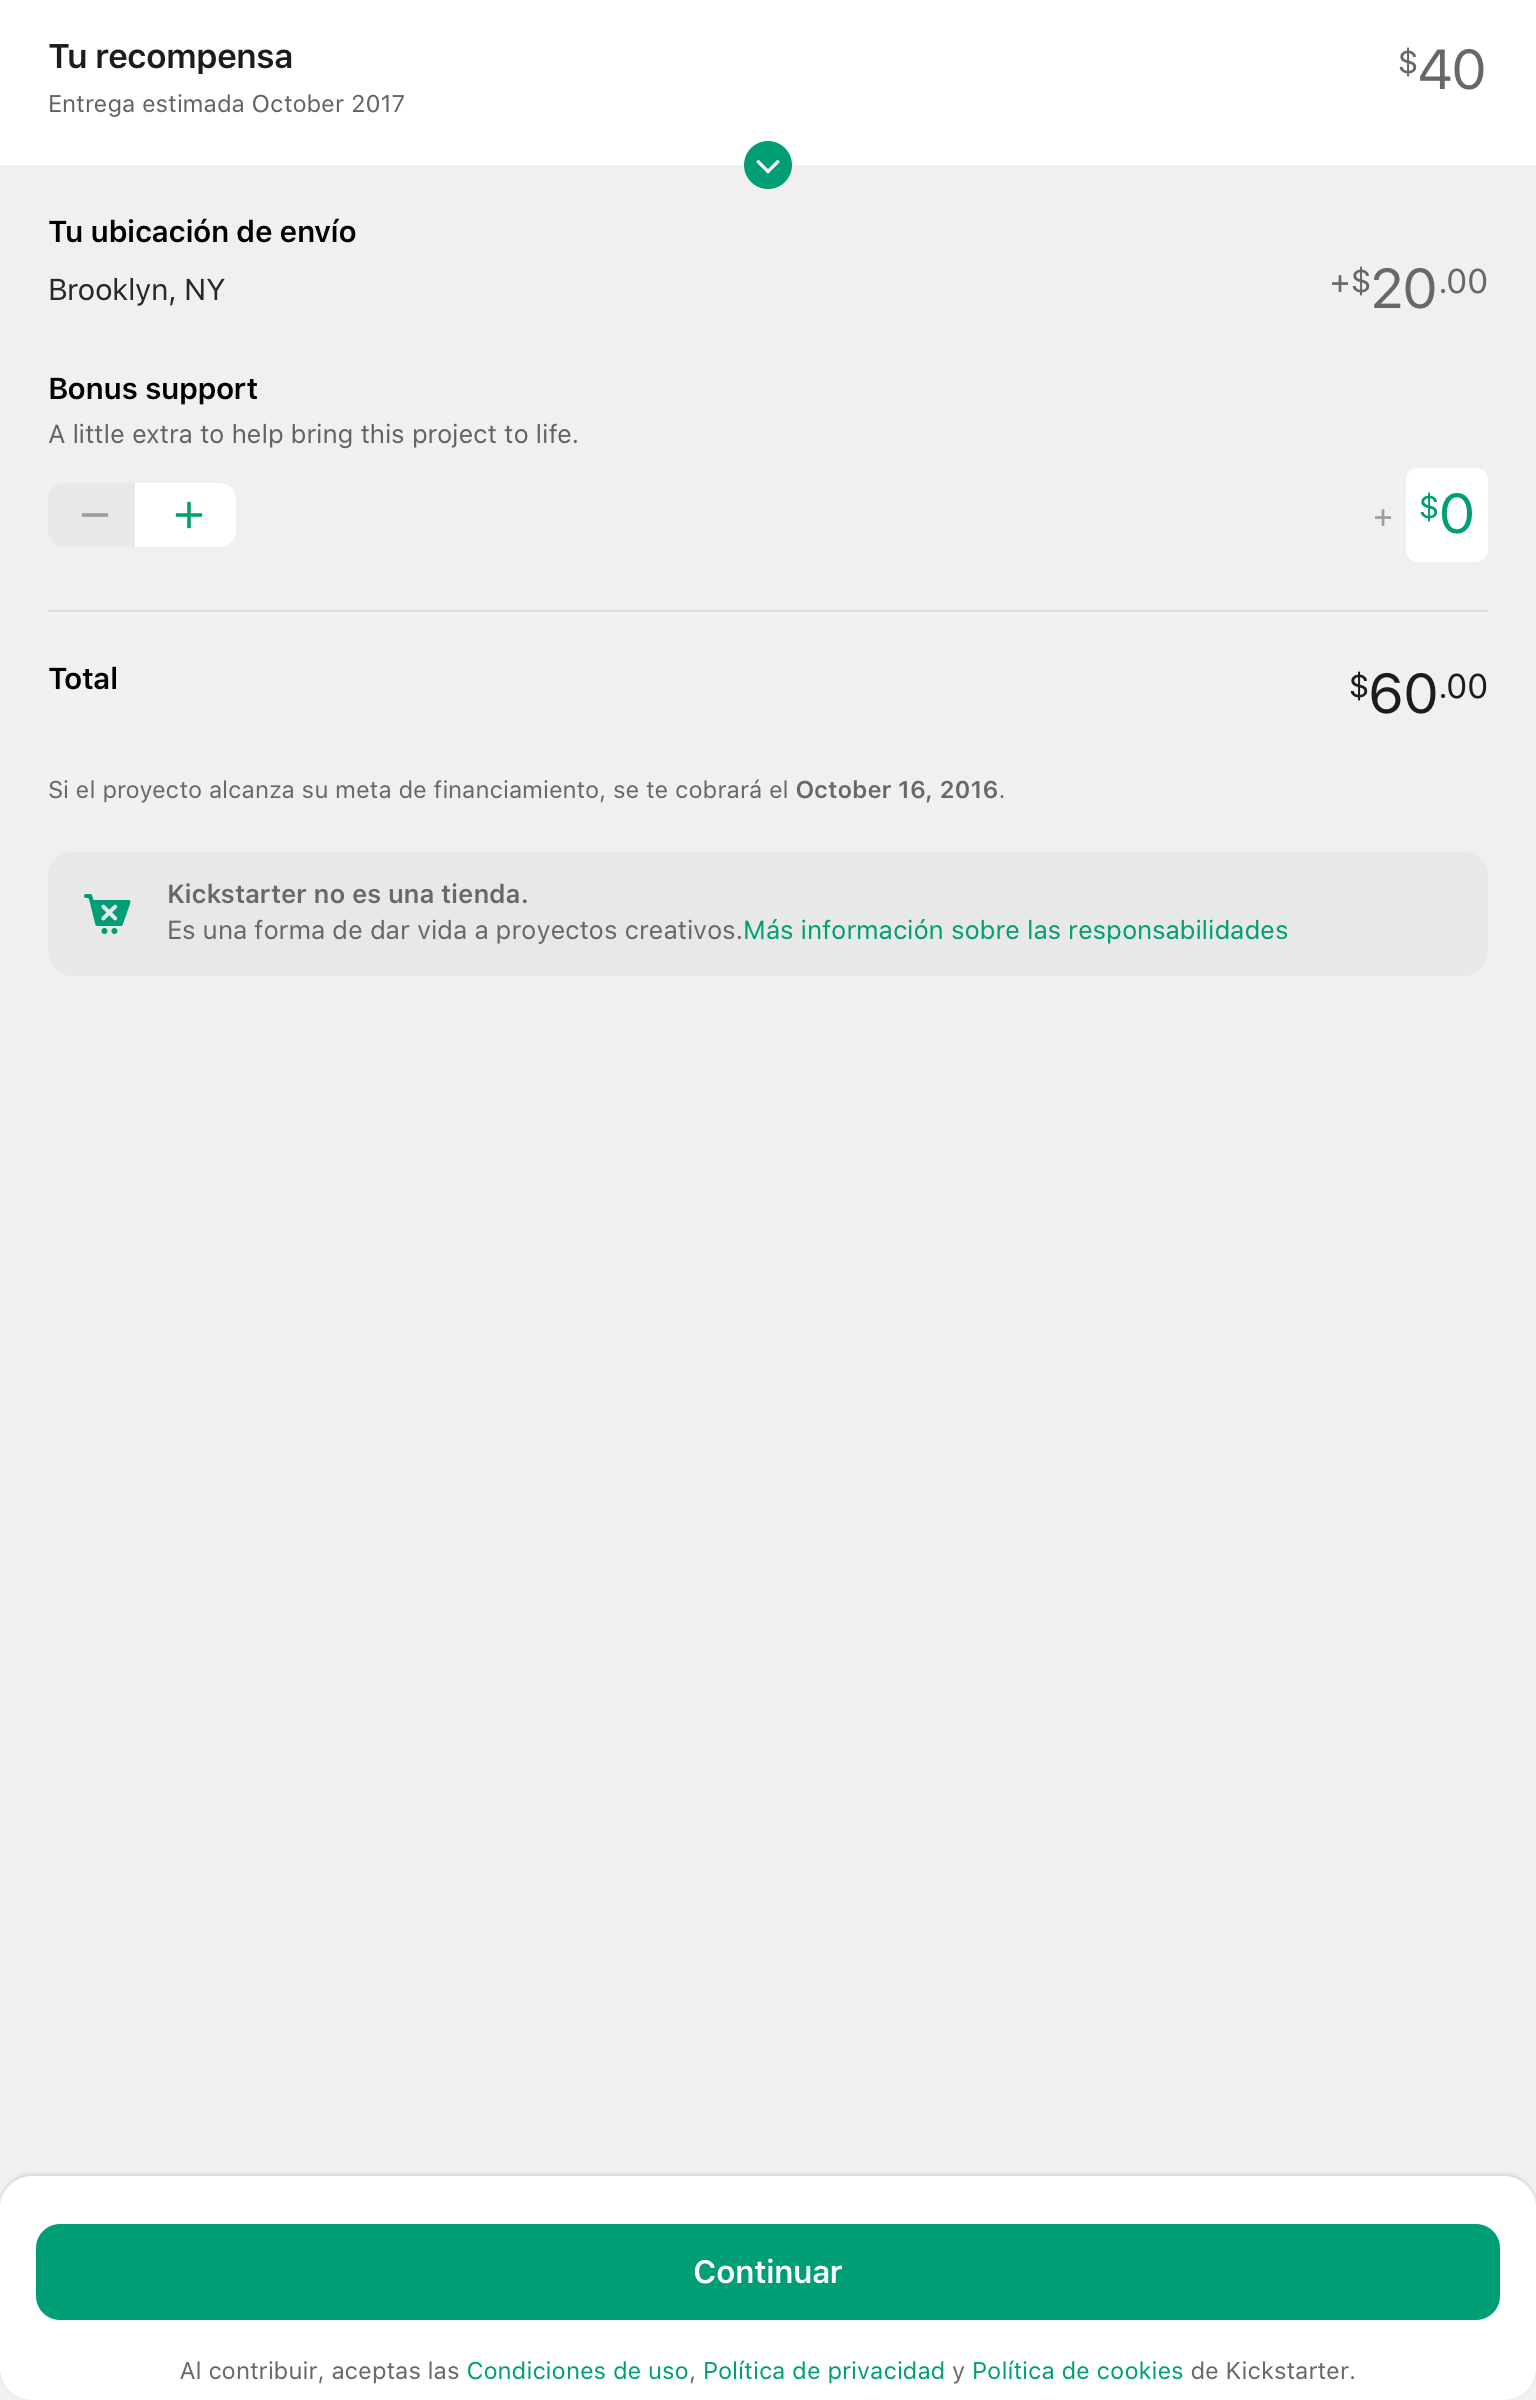 Tu recompensa
$40
Entrega estimada October 2017
Tu ubicación de envío
Brooklyn, NY
+$20.00
Bonus support
A little extra to help bring this project to life.
+ $0
Total
$60.00
Si el proyecto alcanza su meta de financiamiento, se te cobrará el October 16, 2016.
Kickstarter no es una tienda.
Es una forma de dar vida a proyectos creativos.Más información sobre las responsabilidades
Continuar
Al contribuir, aceptas las Condiciones de uso, Política de privacidad y Política de cookies de Kickstarter.